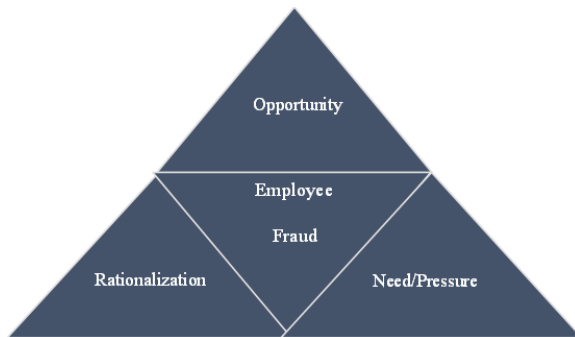 Opportunity
Employee
Fraud
Rationalization
Need/Pressure